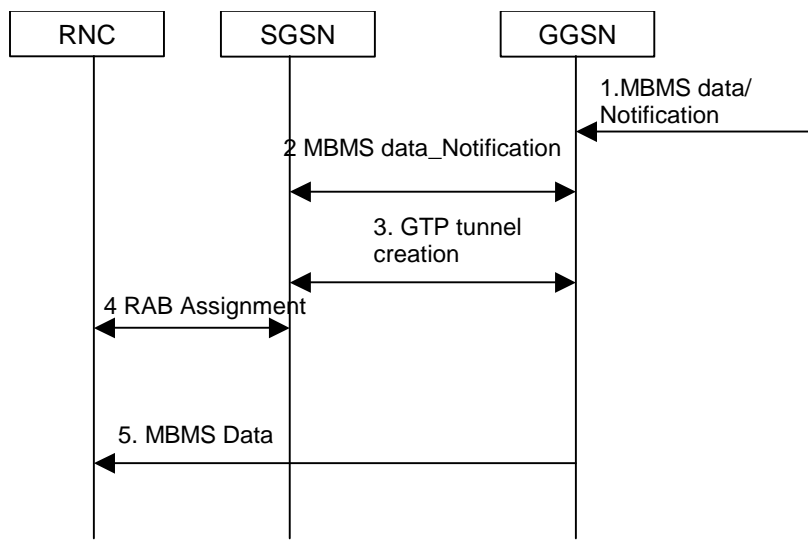 RNC
SGSN
GGSN
1.MBMS data/
Notification
2 MBMS data_Notification
3. GTP tunnel
creation
4 RAB Assignment
5. MBMS Data